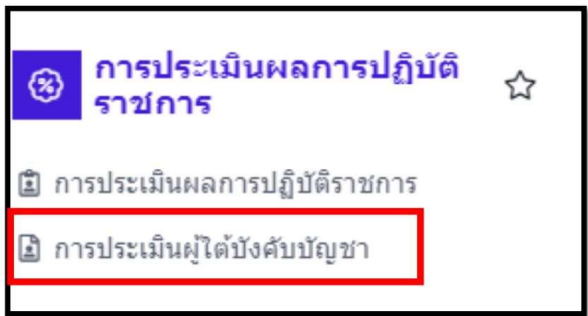 การประเมินผลการปฏิบัติ
ราชการ
การประเมินผลการปฏิบัติราชการ
การประเมินผู้ใต้บังคับบัญชา